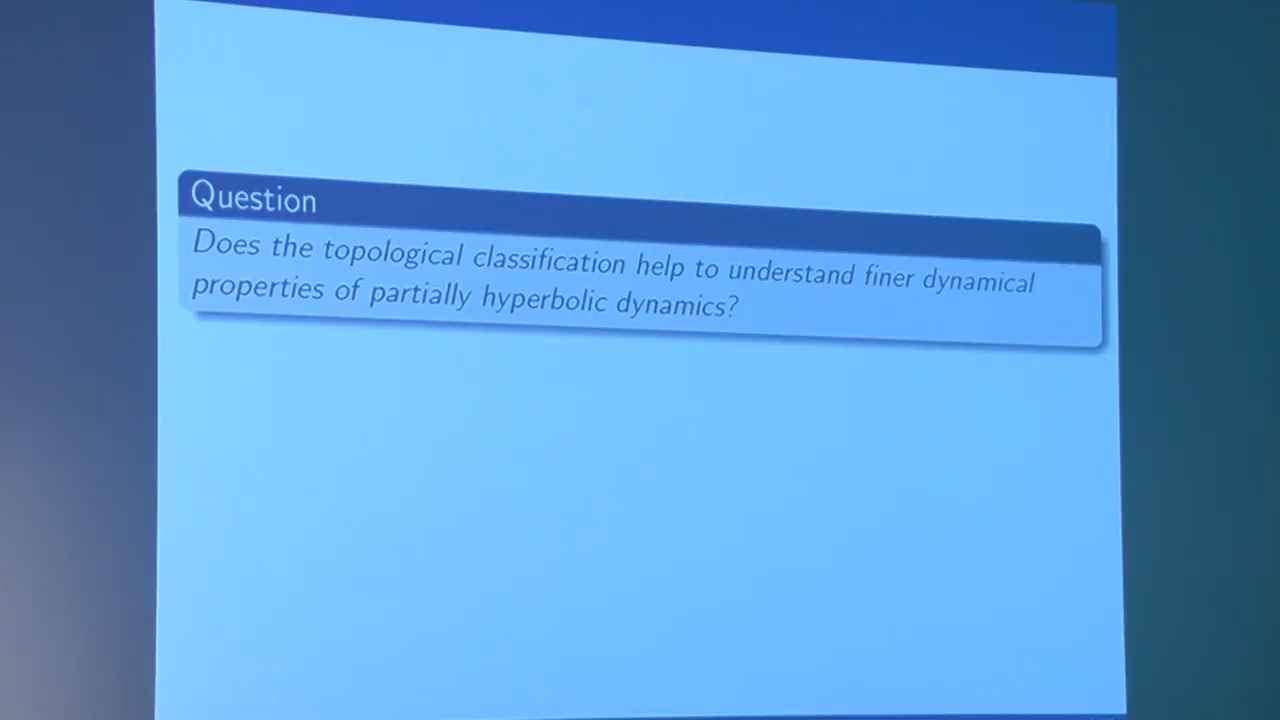 Question
Does the topological classification help to understand finer dynamical
properties of partially hyperbolic dynamics?